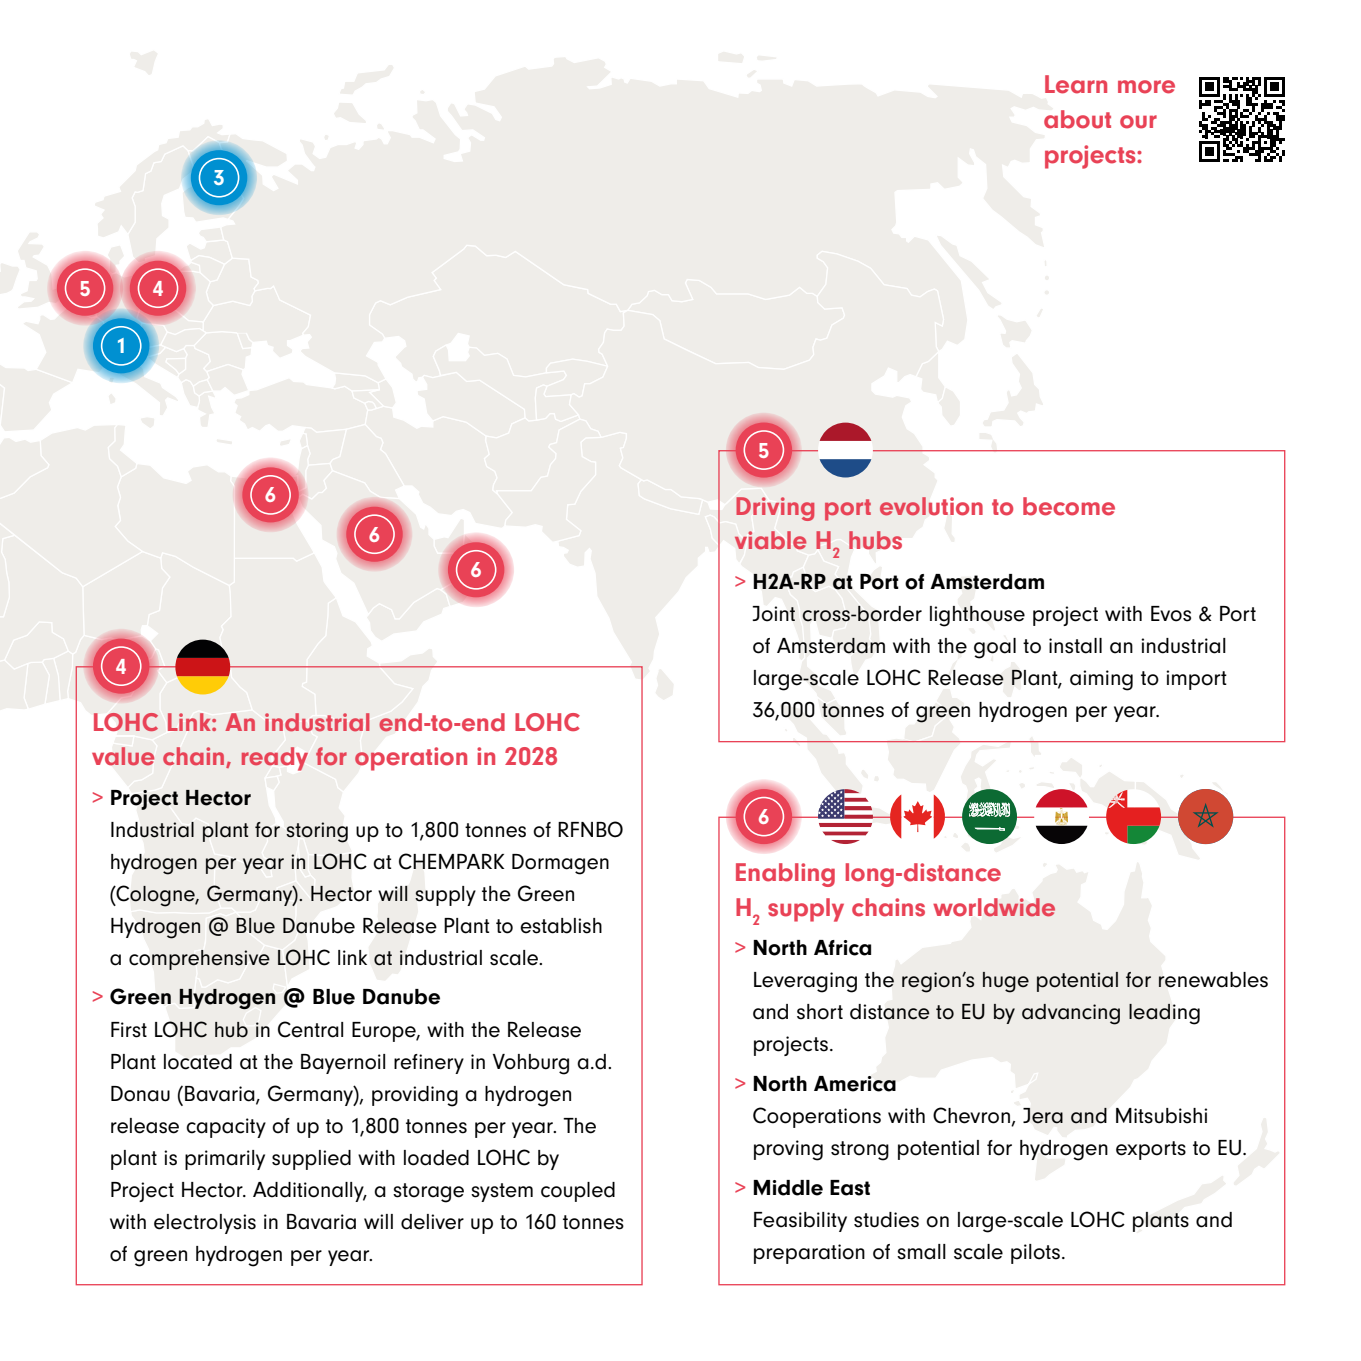 Learn more
about our
projects:
3
5
4
1
6
6
6
4
LOHC Link: An industrial end-to-end LOHC
value chain, ready for operation in 2028
> Project Hector
Industrial plant for storing up to 1,800 tonnes of RFNBO
hydrogen per year in LOHC at CHEMPARK Dormagen
(Cologne, Germany). Hector will supply the Green
Hydrogen @ Blue Danube Release Plant to establish
a comprehensive LOHC link at industrial scale.
> Green Hydrogen @ Blue Danube
First LOHC hub in Central Europe, with the Release
Plant located at the Bayernoil refinery in Vohburg a.d.
Donau (Bavaria, Germany), providing a hydrogen
release capacity of up to 1,800 tonnes per year. The
plant is primarily supplied with loaded LOHC by
Project Hector. Additionally, a storage system coupled
with electrolysis in Bavaria will deliver up to 160 tonnes
of green hydrogen per year.
5
Driving port evolution to become
viable H2 hubs
> H2A-RP at Port of Amsterdam
Joint cross-border lighthouse project with Evos & Port
of Amsterdam with the goal to install an industrial
large-scale LOHC Release Plant, aiming to import
36,000 tonnes of green hydrogen per year.
6
Enabling long-distance
H2 supply chains worldwide
> North Africa
Leveraging the region’s huge potential for renewables
and short distance to EU by advancing leading
projects.
> North America
Cooperations with Chevron, Jera and Mitsubishi
proving strong potential for hydrogen exports to EU.
> Middle East
Feasibility studies on large-scale LOHC plants and
preparation of small scale pilots.